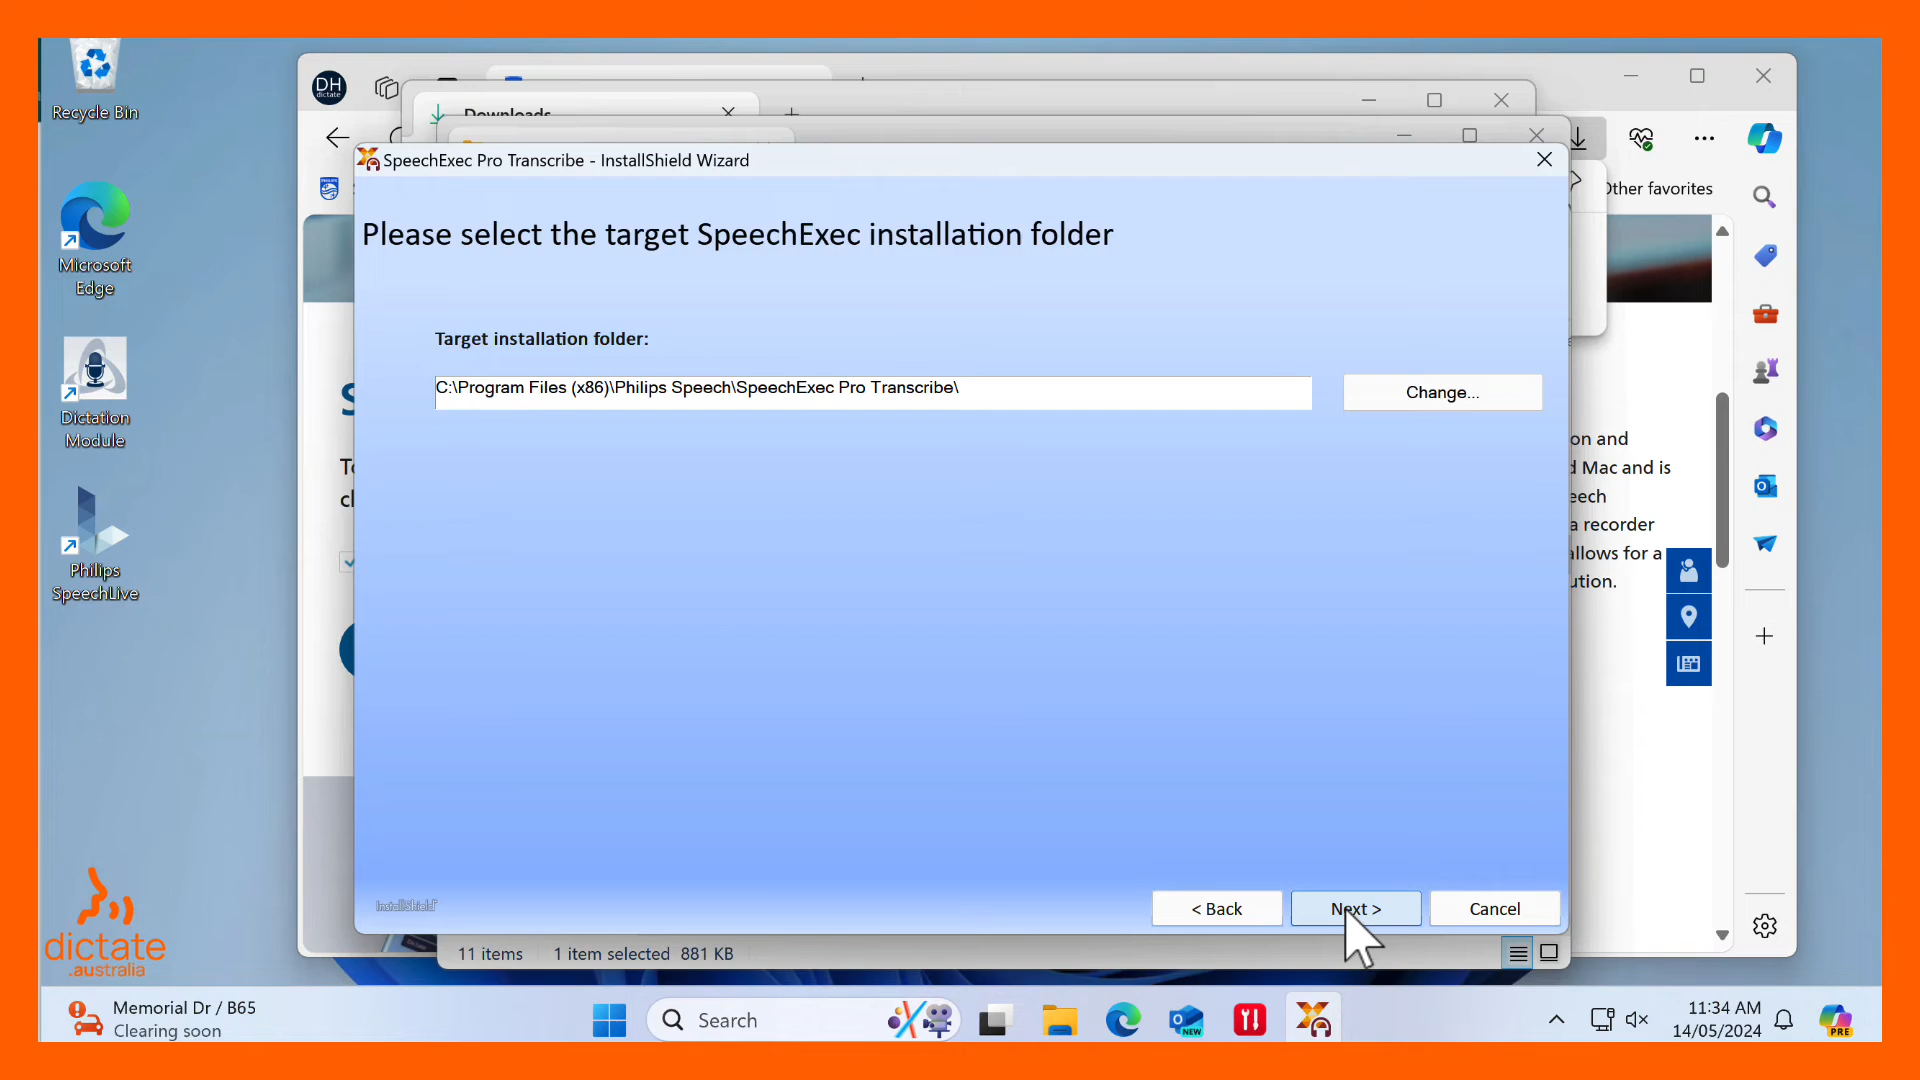 Recycle Bin
Microsoft
Edge
Dictation
Module
Philips
SpeechLive
dictate
.australia
DH
dictate
Downloads
Other favorites
SpeechExec Pro Transcribe - InstallShield Wizard
Please select the target SpeechExec installation folder
Target installation folder:
C:\Program Files (x86)\Philips Speech\SpeechExec Pro Transcribe\
Change...
on and
d Mac and is
eech
a recorder
allows for a
ution.
InstallShield
< Back
Next >
Cancel
11 items
1 item selected 881 KB
Memorial Dr / B65
Clearing soon
Search
NEW
11:34 AM
14/05/2024
PRE